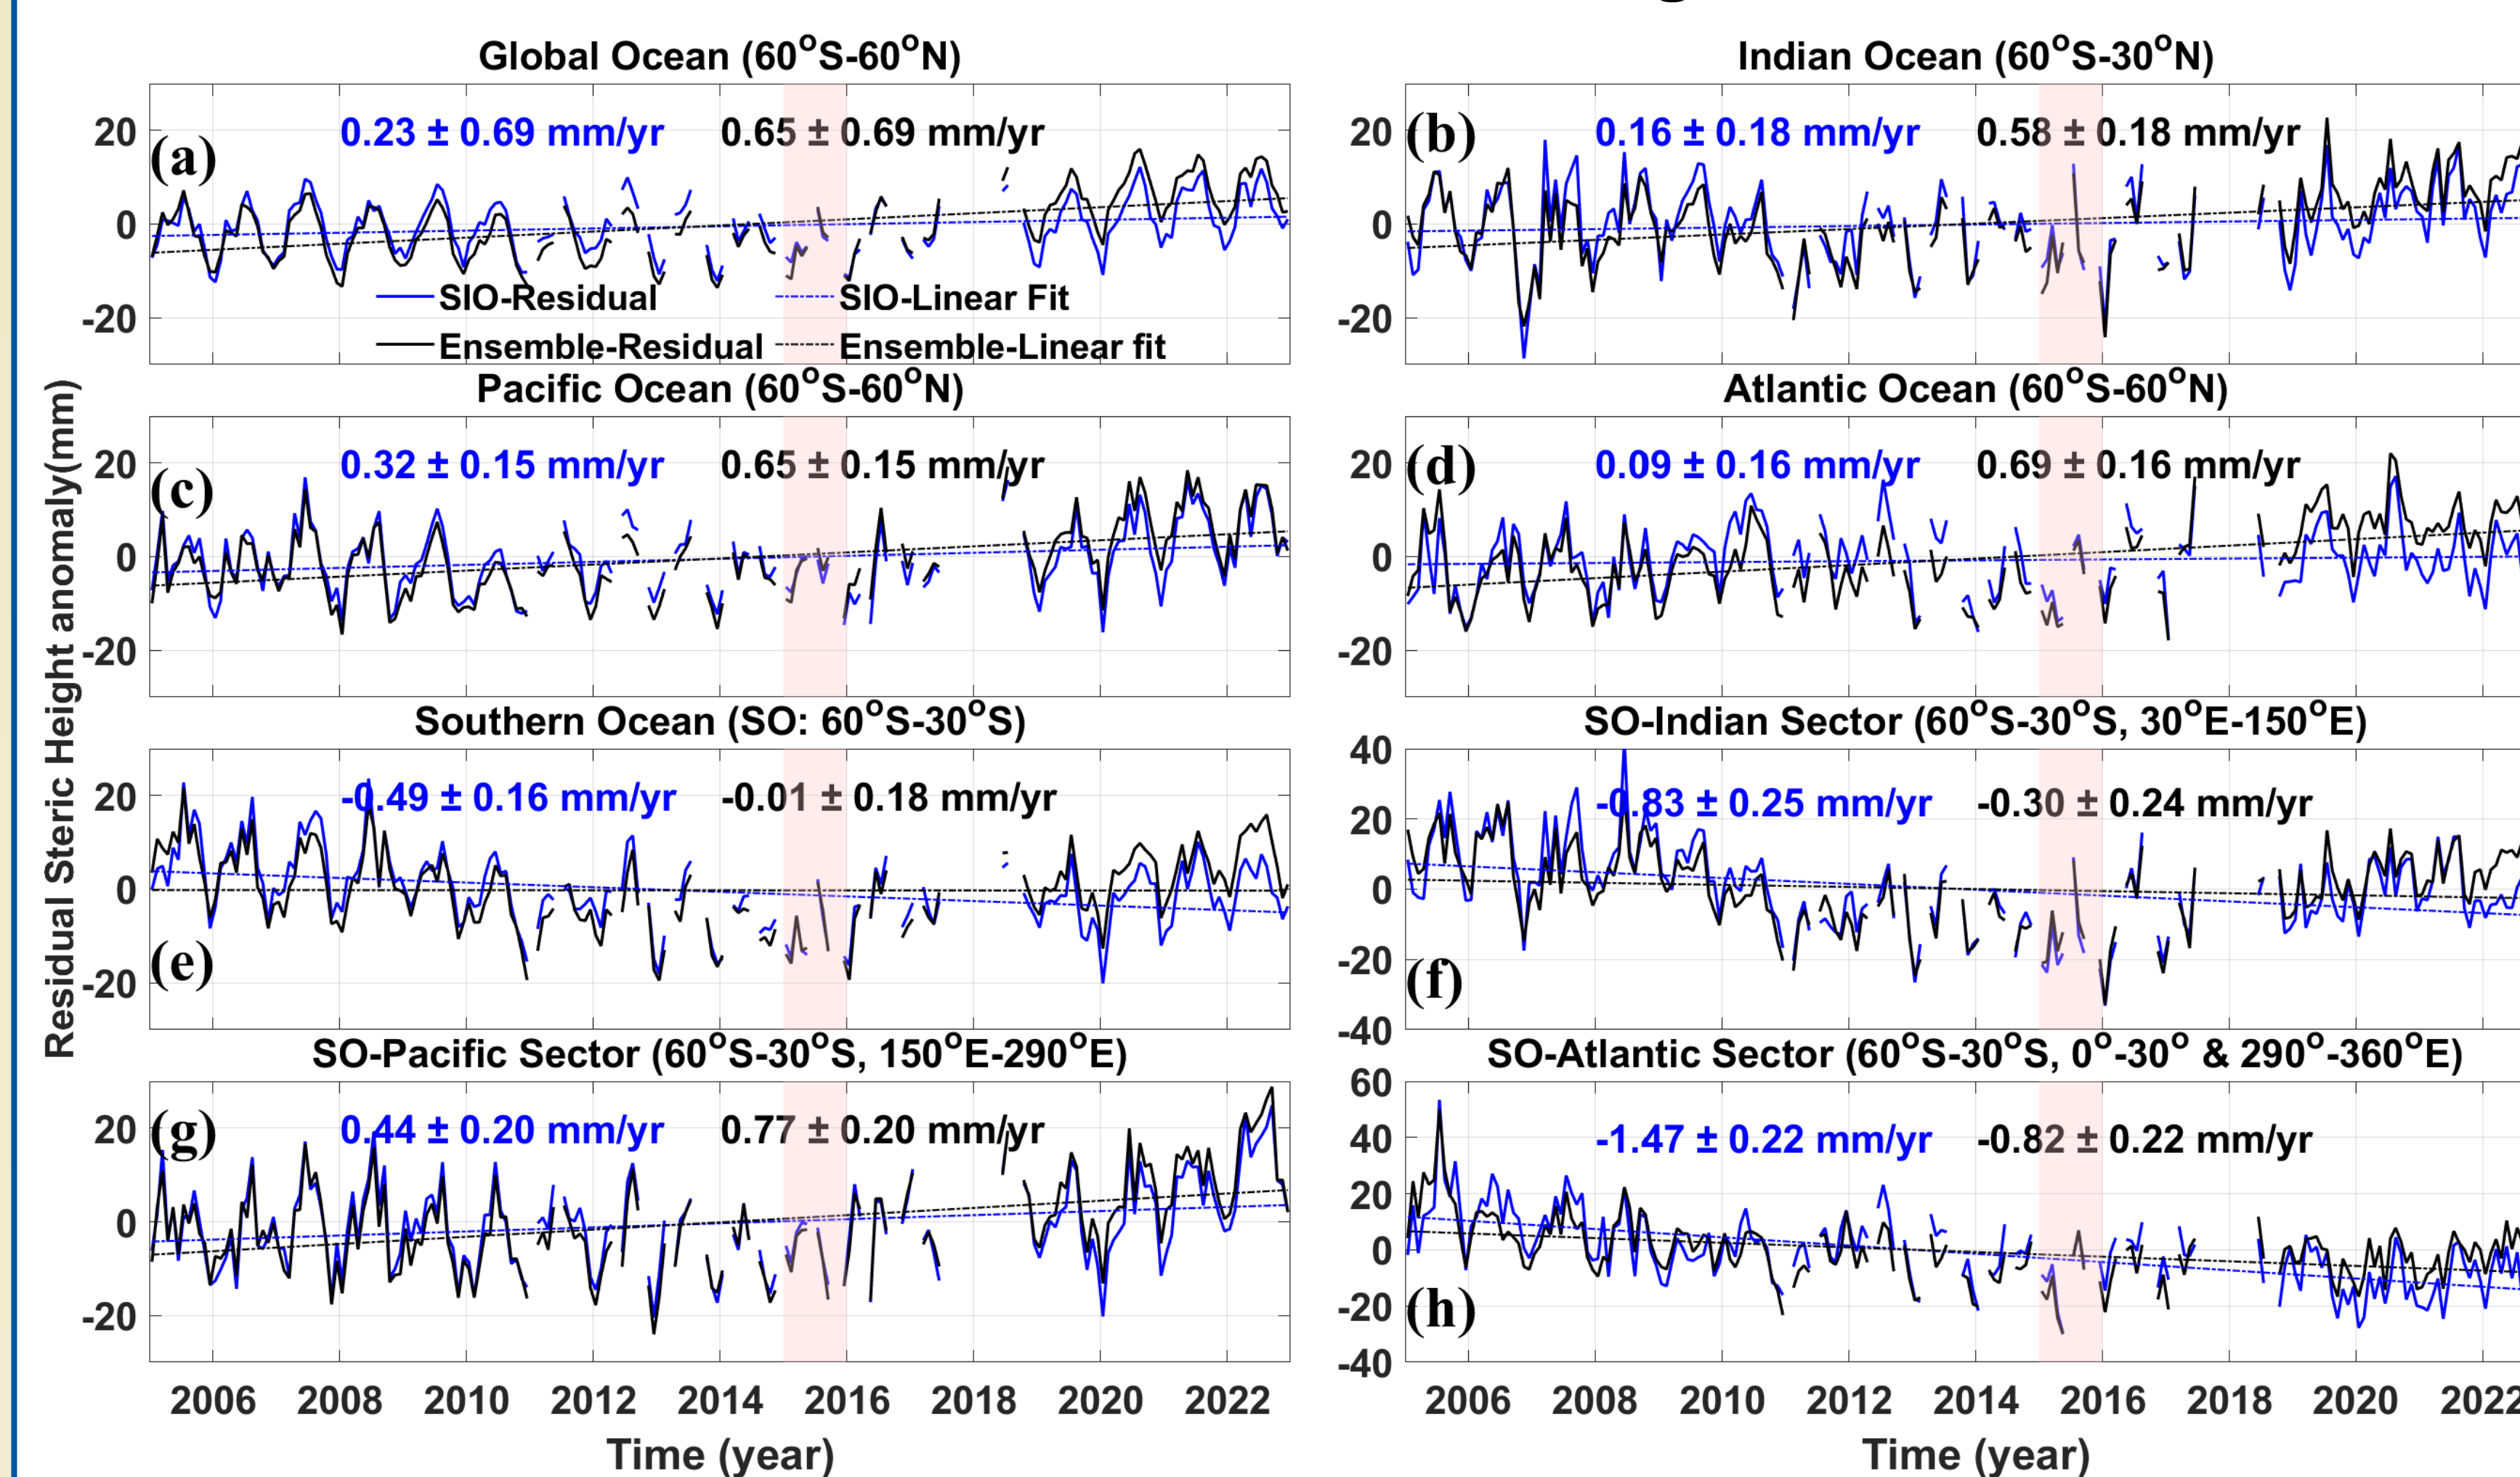 Global Ocean (60°S-60°N)
20
0
-20
(a)
0.23 ± 0.69 mm/yr
0.65 ± 0.69 mm/yr
SIO-Residual
SIO-Linear Fit
Ensemble-Residual
Ensemble-Linear fit
Indian Ocean (60°S-30°N)
20
0
-20
(b)
0.16 ± 0.18 mm/yr
0.58 ± 0.18 mm/yr
Residual Steric Height anomaly(mm)
Pacific Ocean (60°S-60°N)
20
0
-20
(c)
0.32 ± 0.15 mm/yr
0.65 ± 0.15 mm/yr
Atlantic Ocean (60°S-60°N)
20
0
-20
(d)
0.09 ± 0.16 mm/yr
0.69 ± 0.16 mm/yr
Southern Ocean (SO: 60°S-30°S)
20
0
-20
(e)
-0.49 ± 0.16 mm/yr
-0.01 ± 0.18 mm/yr
SO-Indian Sector (60°S-30°S, 30°E-150°E)
40
20
0
-20
-40
(f)
-0.83 ± 0.25 mm/yr
-0.30 ± 0.24 mm/yr
SO-Pacific Sector (60°S-30°S, 150°E-290°E)
20
0
-20
(g)
0.44 ± 0.20 mm/yr
0.77 ± 0.20 mm/yr
2006 2008 2010 2012 2014 2016 2018 2020 2022
Time (year)
SO-Atlantic Sector (60°S-30°S, 0°-30° & 290°-360°E)
60
40
20
0
-20
-40
(h)
-1.47 ± 0.22 mm/yr
-0.82 ± 0.22 mm/yr
2006 2008 2010 2012 2014 2016 2018 2020 2022
Time (year)